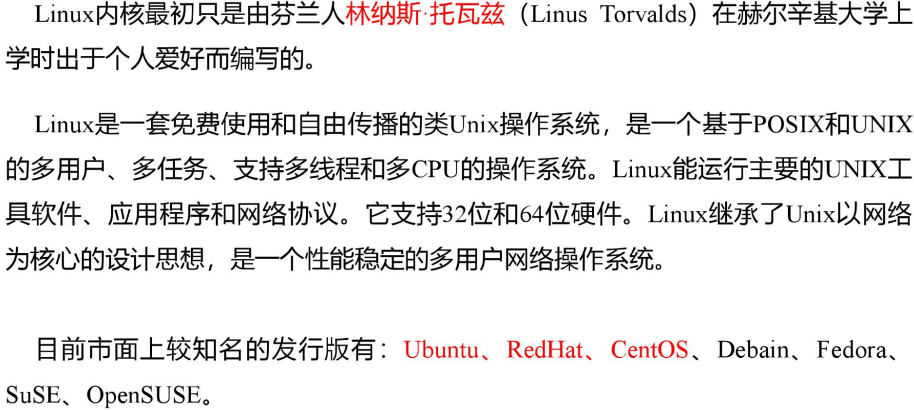 Linux内核最初只是由芬兰人林纳斯·托瓦兹（Linus Torvalds）在赫尔辛基大学上
学时出于个人爱好而编写的。
Linux是一套免费使用和自由传播的类Unix操作系统，是一个基于POSIX和UNIX
的多用户、多任务、支持多线程和多CPU的操作系统。Linux能运行主要的UNIX工
具软件、应用程序和网络协议。它支持32位和64位硬件。Linux继承了Unix以网络
为核心的设计思想，是一个性能稳定的多用户网络操作系统。
目前市面上较知名的发行版有：Ubuntu、RedHat、CentOS、Debain、Fedora、
SuSE、OpenSUSE。